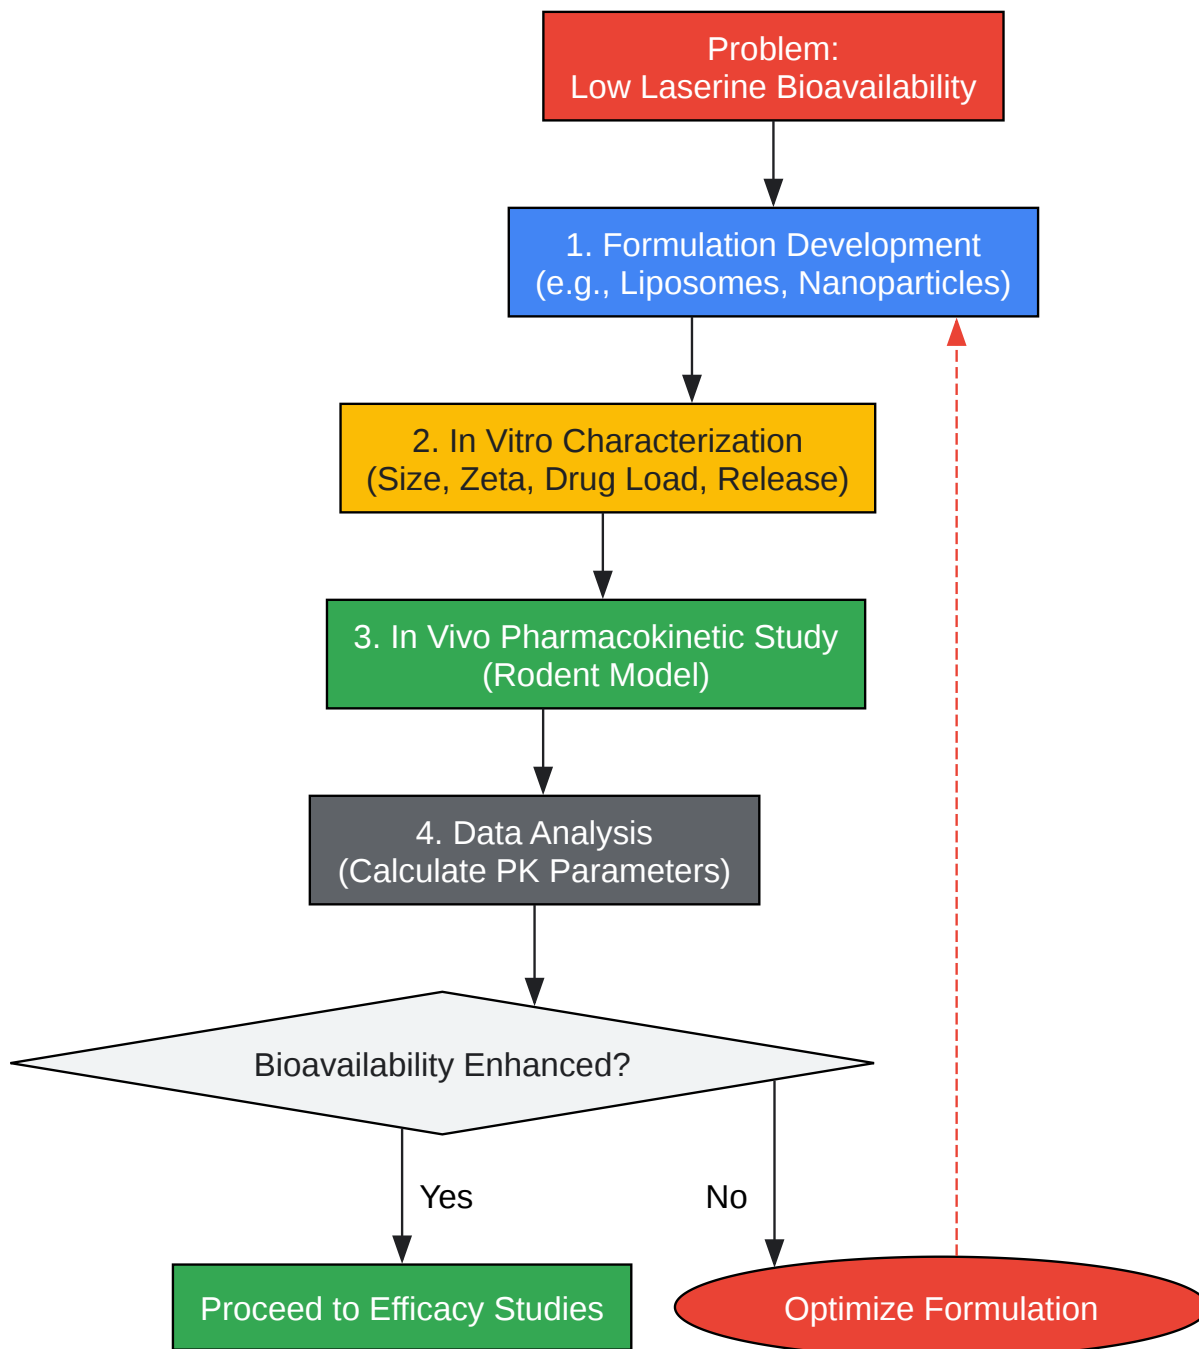 Problem:
Low Laserine Bioavailability
1. Formulation Development
(e.g., Liposomes, Nanoparticles)
2. In Vitro Characterization
(Size, Zeta, Drug Load, Release)
3. In Vivo Pharmacokinetic Study
(Rodent Model)
4. Data Analysis
(Calculate PK Parameters)
Bioavailability Enhanced?
Yes
No
Proceed to Efficacy Studies
Optimize Formulation